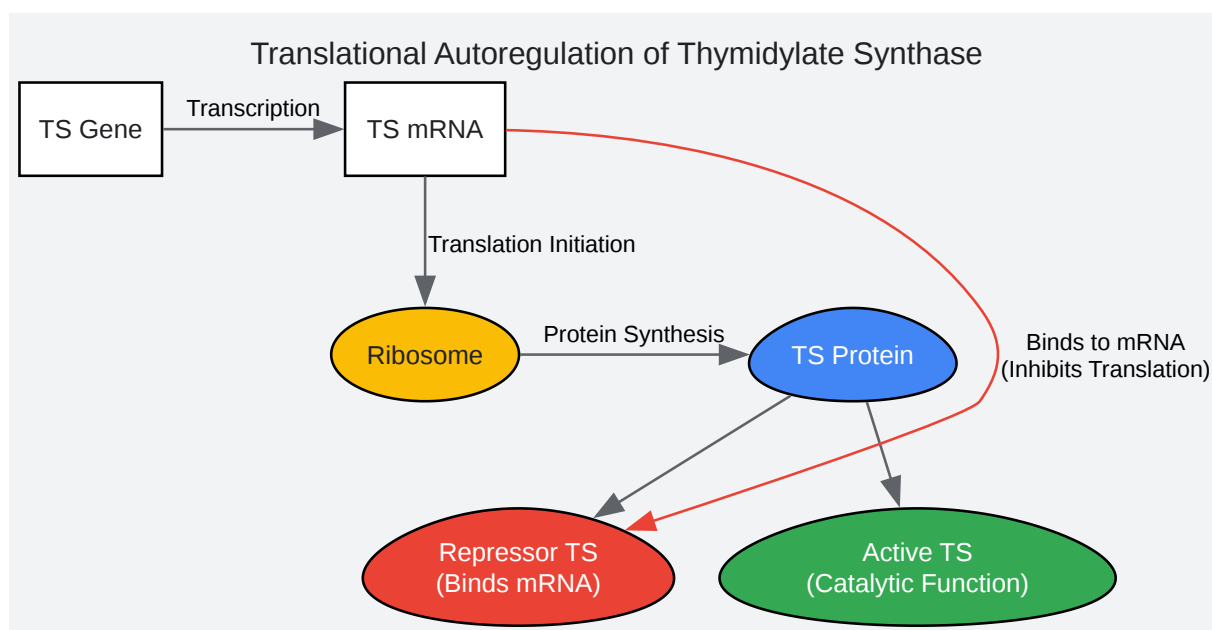 Translational Autoregulation of Thymidylate Synthase
TS Gene
Transcription
TS mRNA
Translation Initiation
Ribosome
Protein Synthesis
TS Protein
Binds to mRNA
(Inhibits Translation)
Repressor TS
(Binds mRNA)
Active TS
(Catalytic Function)